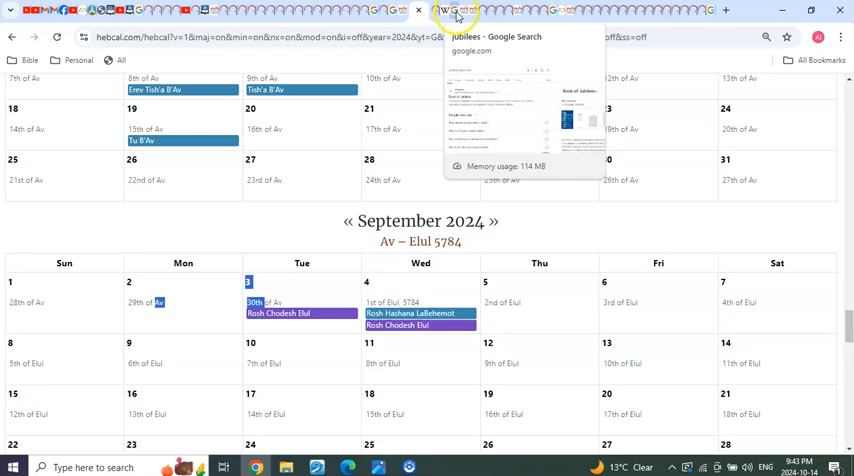 hebcal.com/hebcal?v=1&maj=on&min=on&nx=on&mod=on&i=off&year=2024&yt=G&
off&ss=off
AI
Bible
Personal
All
All Bookmarks
jubilees - Google Search
google.com
Memory usage: 114 MB
7th of Av
8th of Av
9th of Av
10th of Av
Erev Tish'a B'Av
Tish'a B'Av
18
19
20
21
24
14th of Av
15th of Av
16th of Av
17th of Av
19th of Av
20th of Av
Tu B'Av
25
26
27
28
29
30
31
21st of Av
22nd of Av
23rd of Av
24th of Av
25th of Av
26th of Av
27th of Av
« September 2024 »
Av – Elul 5784
Sun
Mon
Tue
Wed
Thu
Fri
Sat
1
2
3
4
5
6
7
28th of Av
29th of Av
30th of Av
1st of Elul, 5784
2nd of Elul
3rd of Elul
4th of Elul
Rosh Chodesh Elul
Rosh Hashana LaBehemot
Rosh Chodesh Elul
8
9
10
11
12
13
14
5th of Elul
6th of Elul
7th of Elul
8th of Elul
9th of Elul
10th of Elul
11th of Elul
15
16
17
18
19
20
21
12th of Elul
13th of Elul
14th of Elul
15th of Elul
16th of Elul
17th of Elul
18th of Elul
22
23
24
25
26
27
28
Type here to search
13°C Clear
ENG
9:43 PM
2024-10-14